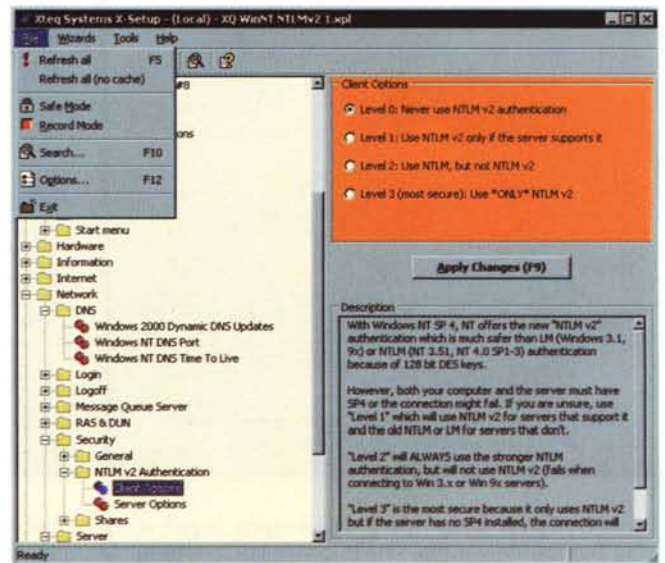 Xteq Systems X-Setup - (Local) - XQ WinNT NTLMv2 1.xpl
Wizards Tools Help
Refresh all F5
Refresh all (no cache)
Safe Mode
Record Mode
Search... F10
Options... F12
Exit
#8
ons
Start menu
Hardware
Information
Internet
Network
DNS
Windows 2000 Dynamic DNS Updates
Windows NT DNS Port
Windows NT DNS Time To Live
Login
Logoff
Message Queue Server
RAS & DUN
Security
General
NTLM v2 Authentication
Client Options
Server Options
Shares
Server
Ready
Client Options
Level 0: Never use NTLM v2 authentication
Level 1: Use NTLM v2 only if the server supports it
Level 2: Use NTLM, but not NTLM v2
Level 3 (most secure): Use *ONLY* NTLM v2
Apply Changes (F9)
Description
With Windows NT SP 4, NT offers the new "NTLM v2"
authentication which is much safer than LM (Windows 3.1,
9x) or NTLM (NT 3.51, NT 4.0 SP1-3) authentication
because of 128 bit DES keys.
However, both your computer and the server must have
SP4 or the connection might fail. If you are unsure, use
"Level 1" which will use NTLM v2 for servers that support it
and the old NTLM or LM for servers that don't.
"Level 2" will ALWAYS use the stronger NTLM
authentication, but will not use NTLM v2 (fails when
connecting to Win 3.x or Win 9x servers).
"Level 3" is the most secure because it only uses NTLM v2
but if the server has no SP4 installed, the connection will